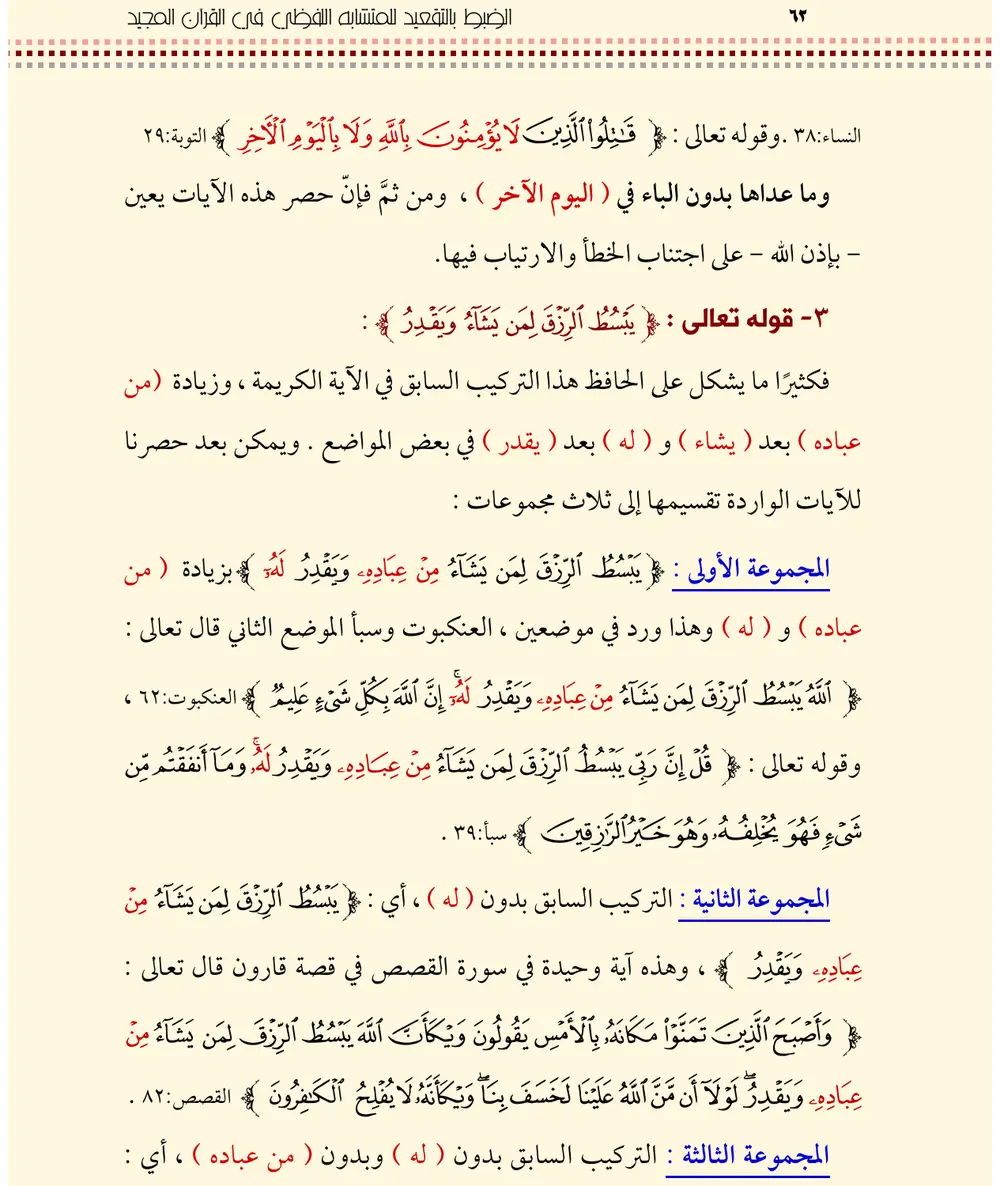 ٦٢ الضبط بالتقعيد للمتشابه اللفظي في القرآن المجيد
النساء:٣٨ .وقوله تعالى : ﴿ قَٰتِلُوا۟ ٱلَّذِينَ لَا يُؤْمِنُونَ بِٱللَّهِ وَلَا بِٱلْيَوْمِ ٱلْأَخِرِ ﴾ التوبة:٢٩
وما عداها بدون الباء في ( اليوم الآخر ) ، ومن ثمَّ فإنّ حصر هذه الآيات يعين
– بإذن الله – على اجتناب الخطأ والارتياب فيها.
٣- قوله تعالى : ﴿ يَبْسُطُ ٱلرِّزْقَ لِمَن يَشَآءُ وَيَقْدِرُ ﴾ :
فكثيرًا ما يشكل على الحافظ هذا التركيب السابق في الآية الكريمة ، وزيادة (من
عباده ) بعد ( يشاء ) و ( له ) بعد ( يقدر ) في بعض المواضع . ويمكن بعد حصرنا
للآيات الواردة تقسيمها إلى ثلاث مجموعات :
المجموعة الأولى : ﴿ يَبْسُطُ ٱلرِّزْقَ لِمَن يَشَآءُ مِنْ عِبَادِهِۦ وَيَقْدِرُ لَهُۥٓ ﴾ بزيادة ( من
عباده ) و ( له ) وهذا ورد في موضعين ، العنكبوت وسبأ الموضع الثاني قال تعالى :
﴿ ٱللَّهُ يَبْسُطُ ٱلرِّزْقَ لِمَن يَشَآءُ مِنْ عِبَادِهِۦ وَيَقْدِرُ لَهُۥٓ ۚ إِنَّ ٱللَّهَ بِكُلِّ شَىْءٍ عَلِيمٌ ﴾ العنكبوت:٦٢ ،
وقوله تعالى : ﴿ قُلْ إِنَّ رَبِّى يَبْسُطُ ٱلرِّزْقَ لِمَن يَشَآءُ مِنْ عِبَادِهِۦ وَيَقْدِرُ لَهُۥ ۚ وَمَآ أَنفَقْتُم مِّن
شَىْءٍ فَهُوَ يُخْلِفُهُۥ وَهُوَ خَيْرُ ٱلرَّٰزِقِينَ ﴾ سبأ:٣٩ .
المجموعة الثانية : التركيب السابق بدون ( له ) ، أي : ﴿ يَبْسُطُ ٱلرِّزْقَ لِمَن يَشَآءُ مِنْ
عِبَادِهِۦ وَيَقْدِرُ ﴾ ، وهذه آية وحيدة في سورة القصص في قصة قارون قال تعالى :
﴿ وَأَصْبَحَ ٱلَّذِينَ تَمَنَّوْا۟ مَكَانَهُۥ بِٱلْأَمْسِ يَقُولُونَ وَيْكَأَنَّ ٱللَّهَ يَبْسُطُ ٱلرِّزْقَ لِمَن يَشَآءُ مِنْ
عِبَادِهِۦ وَيَقْدِرُ ۖ لَوْلَآ أَن مَّنَّ ٱللَّهُ عَلَيْنَا لَخَسَفَ بِنَا ۖ وَيْكَأَنَّهُۥ لَا يُفْلِحُ ٱلْكَٰفِرُونَ ﴾ القصص:٨٢ .
المجموعة الثالثة : التركيب السابق بدون ( له ) وبدون ( من عباده ) ، أي :